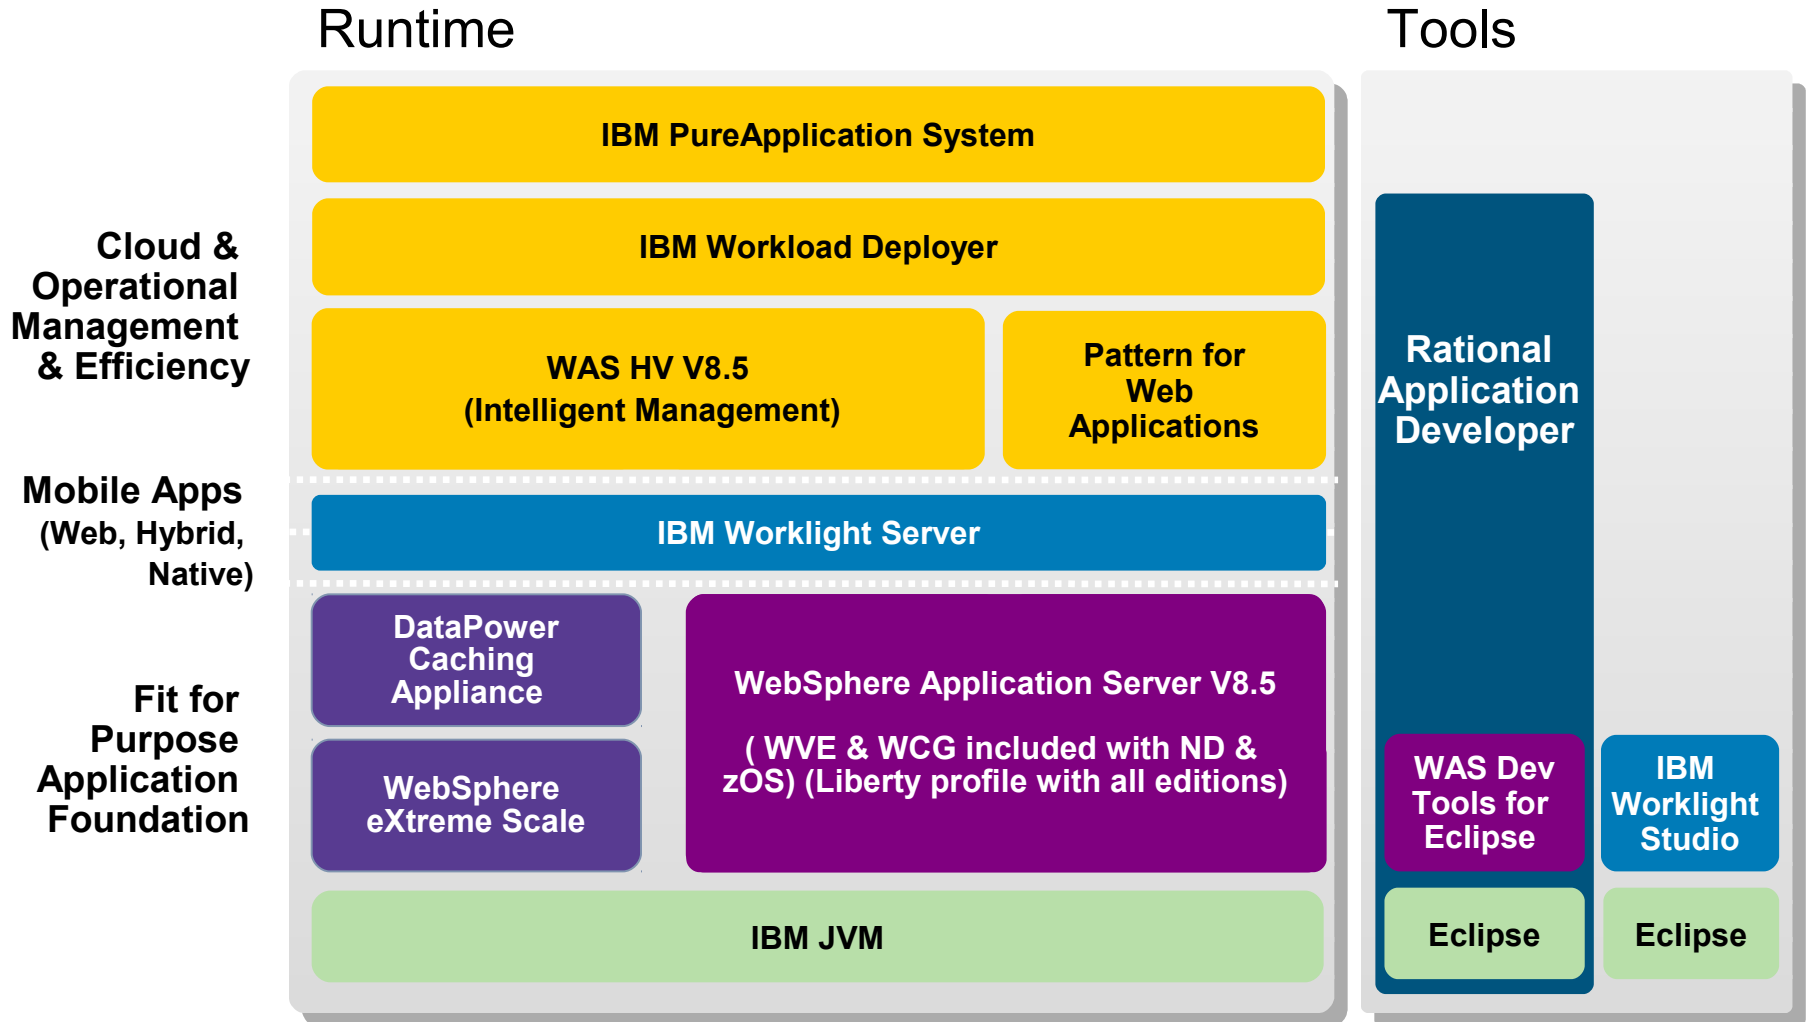 Runtime
Tools
Cloud &
Operational
Management
& Efficiency
IBM PureApplication System
IBM Workload Deployer
WAS HV V8.5
(Intelligent Management)
Pattern for
Web
Applications
Mobile Apps
(Web, Hybrid,
Native)
IBM Worklight Server
Fit for
Purpose
Application
Foundation
DataPower
Caching
Appliance
WebSphere
eXtreme Scale
WebSphere Application Server V8.5
( WVE & WCG included with ND &
zOS) (Liberty profile with all editions)
IBM JVM
Rational
Application
Developer
WAS Dev
Tools for
Eclipse
IBM
Worklight
Studio
Eclipse
Eclipse